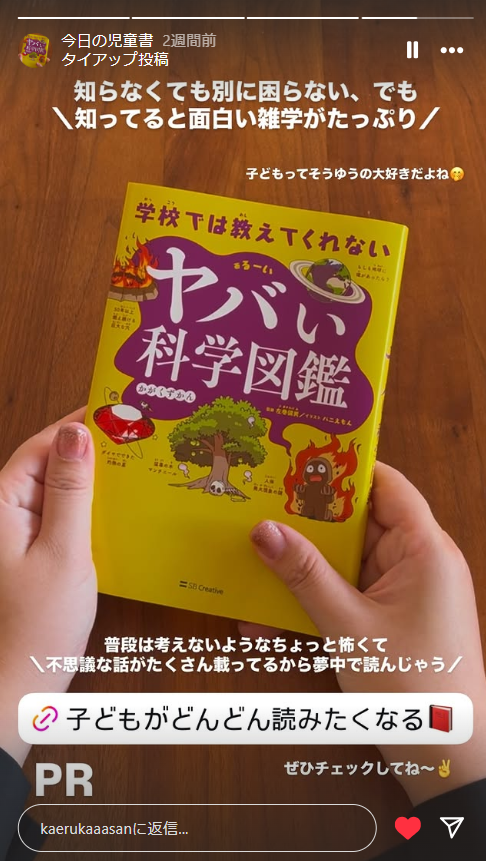 今日の児童書 2週間前
タイアップ投稿
知らなくても別に困らない、でも
＼知ってると面白い雑学がたっぷり／
子どもってそうゆうの大好きだよね🤭
学校では教えてくれない
まるーい
ヤバい
科学図鑑
かがくずかん
SB Creative
普段は考えないようなちょっと怖くて
＼不思議な話がたくさん載ってるから夢中で読んじゃう／
子どもがどんどん読みたくなる📕
ぜひチェックしてね〜✌
PR
kaerukaaasanに返信...